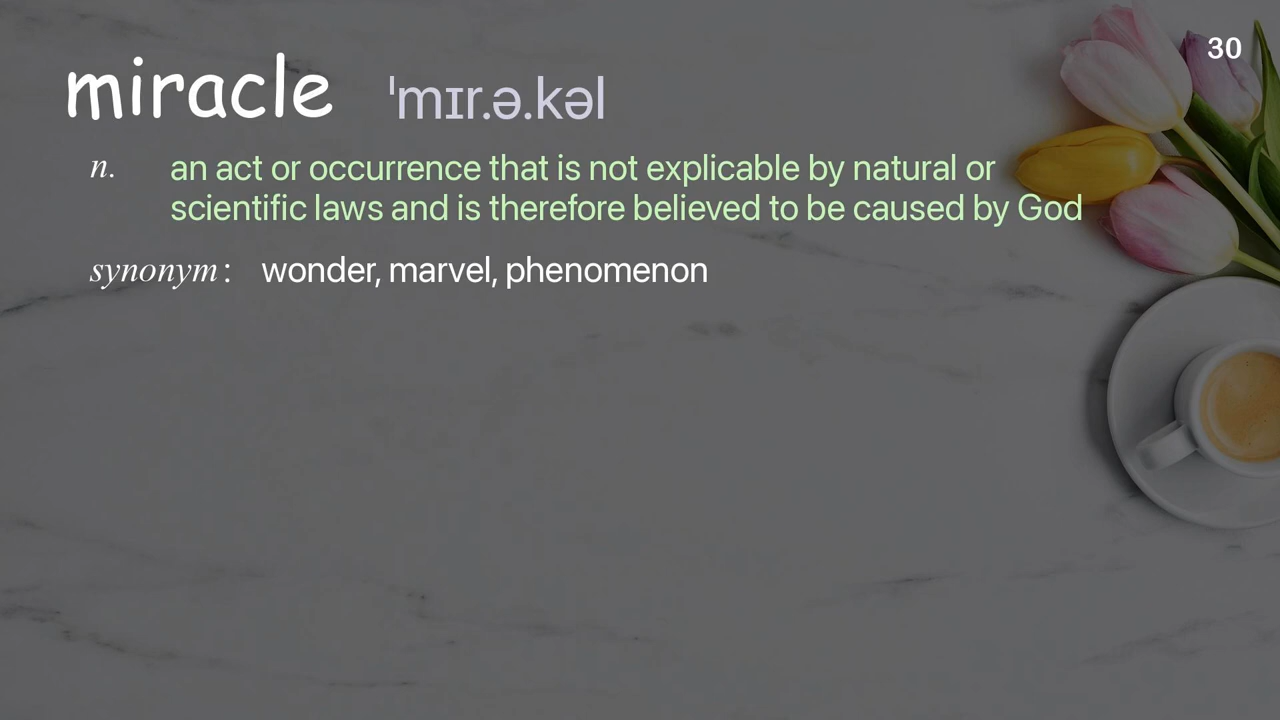 30
miracle ˈmɪr.ə.kəl
n. an act or occurrence that is not explicable by natural or
scientific laws and is therefore believed to be caused by God
synonym: wonder, marvel, phenomenon